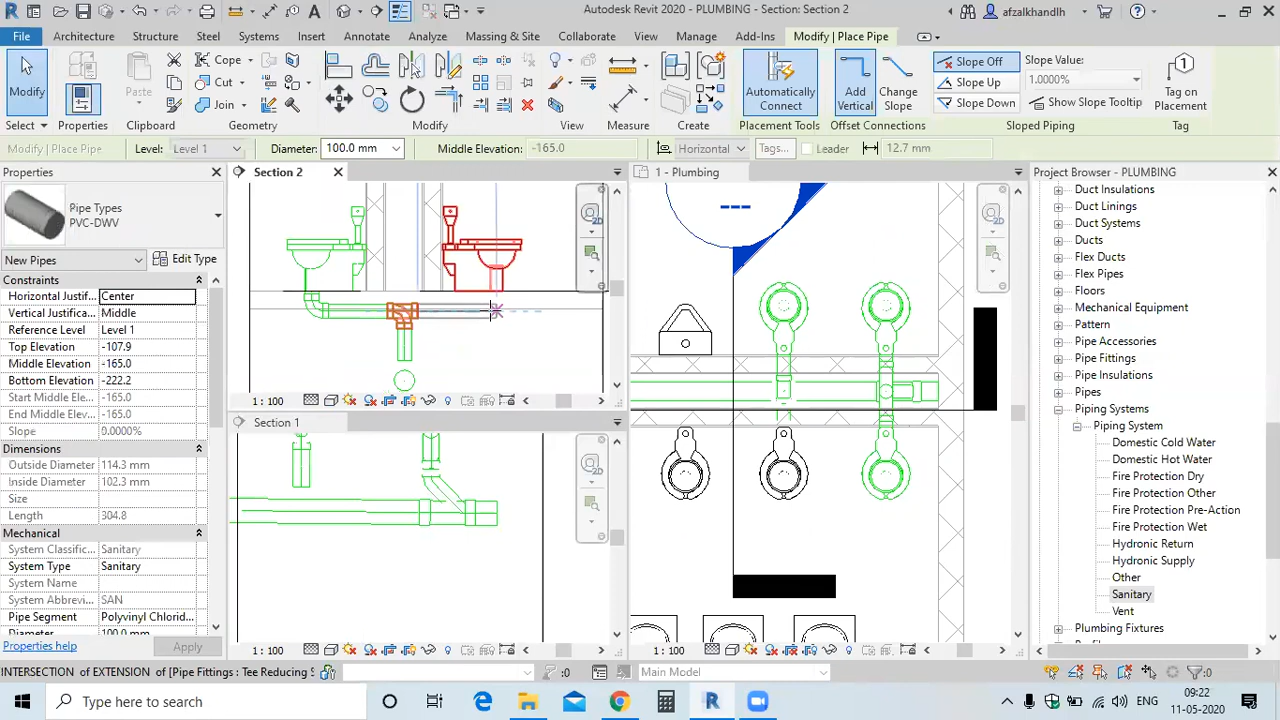 Autodesk Revit 2020 - PLUMBING - Section: Section 2
afzalkhandlh
File
Architecture
Structure
Steel
Systems
Insert
Annotate
Analyze
Massing & Site
Collaborate
View
Manage
Add-Ins
Modify | Place Pipe
Modify
Paste
Cope
Cut
Join
Automatically
Connect
Add
Vertical
Change
Slope
Slope Off
Slope Up
Slope Down
Slope Value:
1.0000%
Show Slope Tooltip
Tag on
Placement
Select
Properties
Clipboard
Geometry
Modify
View
Measure
Create
Placement Tools
Offset Connections
Sloped Piping
Tag
Modify | Place Pipe
Level: Level 1
Diameter: 100.0 mm
Middle Elevation: -165.0
Horizontal
Tags...
Leader
12.7 mm
Properties
Pipe Types
PVC-DWV
New Pipes
Edit Type
Constraints
Horizontal Justif... Center
Vertical Justific... Middle
Reference Level Level 1
Top Elevation -107.9
Middle Elevation -165.0
Bottom Elevation -222.2
Start Middle Ele... -165.0
End Middle Ele... -165.0
Slope 0.0000%
Dimensions
Outside Diameter 114.3 mm
Inside Diameter 102.3 mm
Size
Length 304.8
Mechanical
System Classific... Sanitary
System Type Sanitary
System Name
System Abbrevi... SAN
Pipe Segment Polyvinyl Chlorid...
Diameter 100.0 mm
Properties help
Apply
Section 2
2D
1 : 100
Section 1
1 : 100
1 - Plumbing
2D
1 : 100
Project Browser - PLUMBING
Duct Insulations
Duct Linings
Duct Systems
Ducts
Flex Ducts
Flex Pipes
Floors
Mechanical Equipment
Pattern
Pipe Accessories
Pipe Fittings
Pipe Insulations
Pipes
Piping Systems
Piping System
Domestic Cold Water
Domestic Hot Water
Fire Protection Dry
Fire Protection Other
Fire Protection Pre-Action
Fire Protection Wet
Hydronic Return
Hydronic Supply
Other
Sanitary
Vent
Plumbing Fixtures
INTERSECTION of EXTENSION of [Pipe Fittings : Tee Reducing S
:0
Main Model
:0
Type here to search
ENG
09:22
11-05-2020